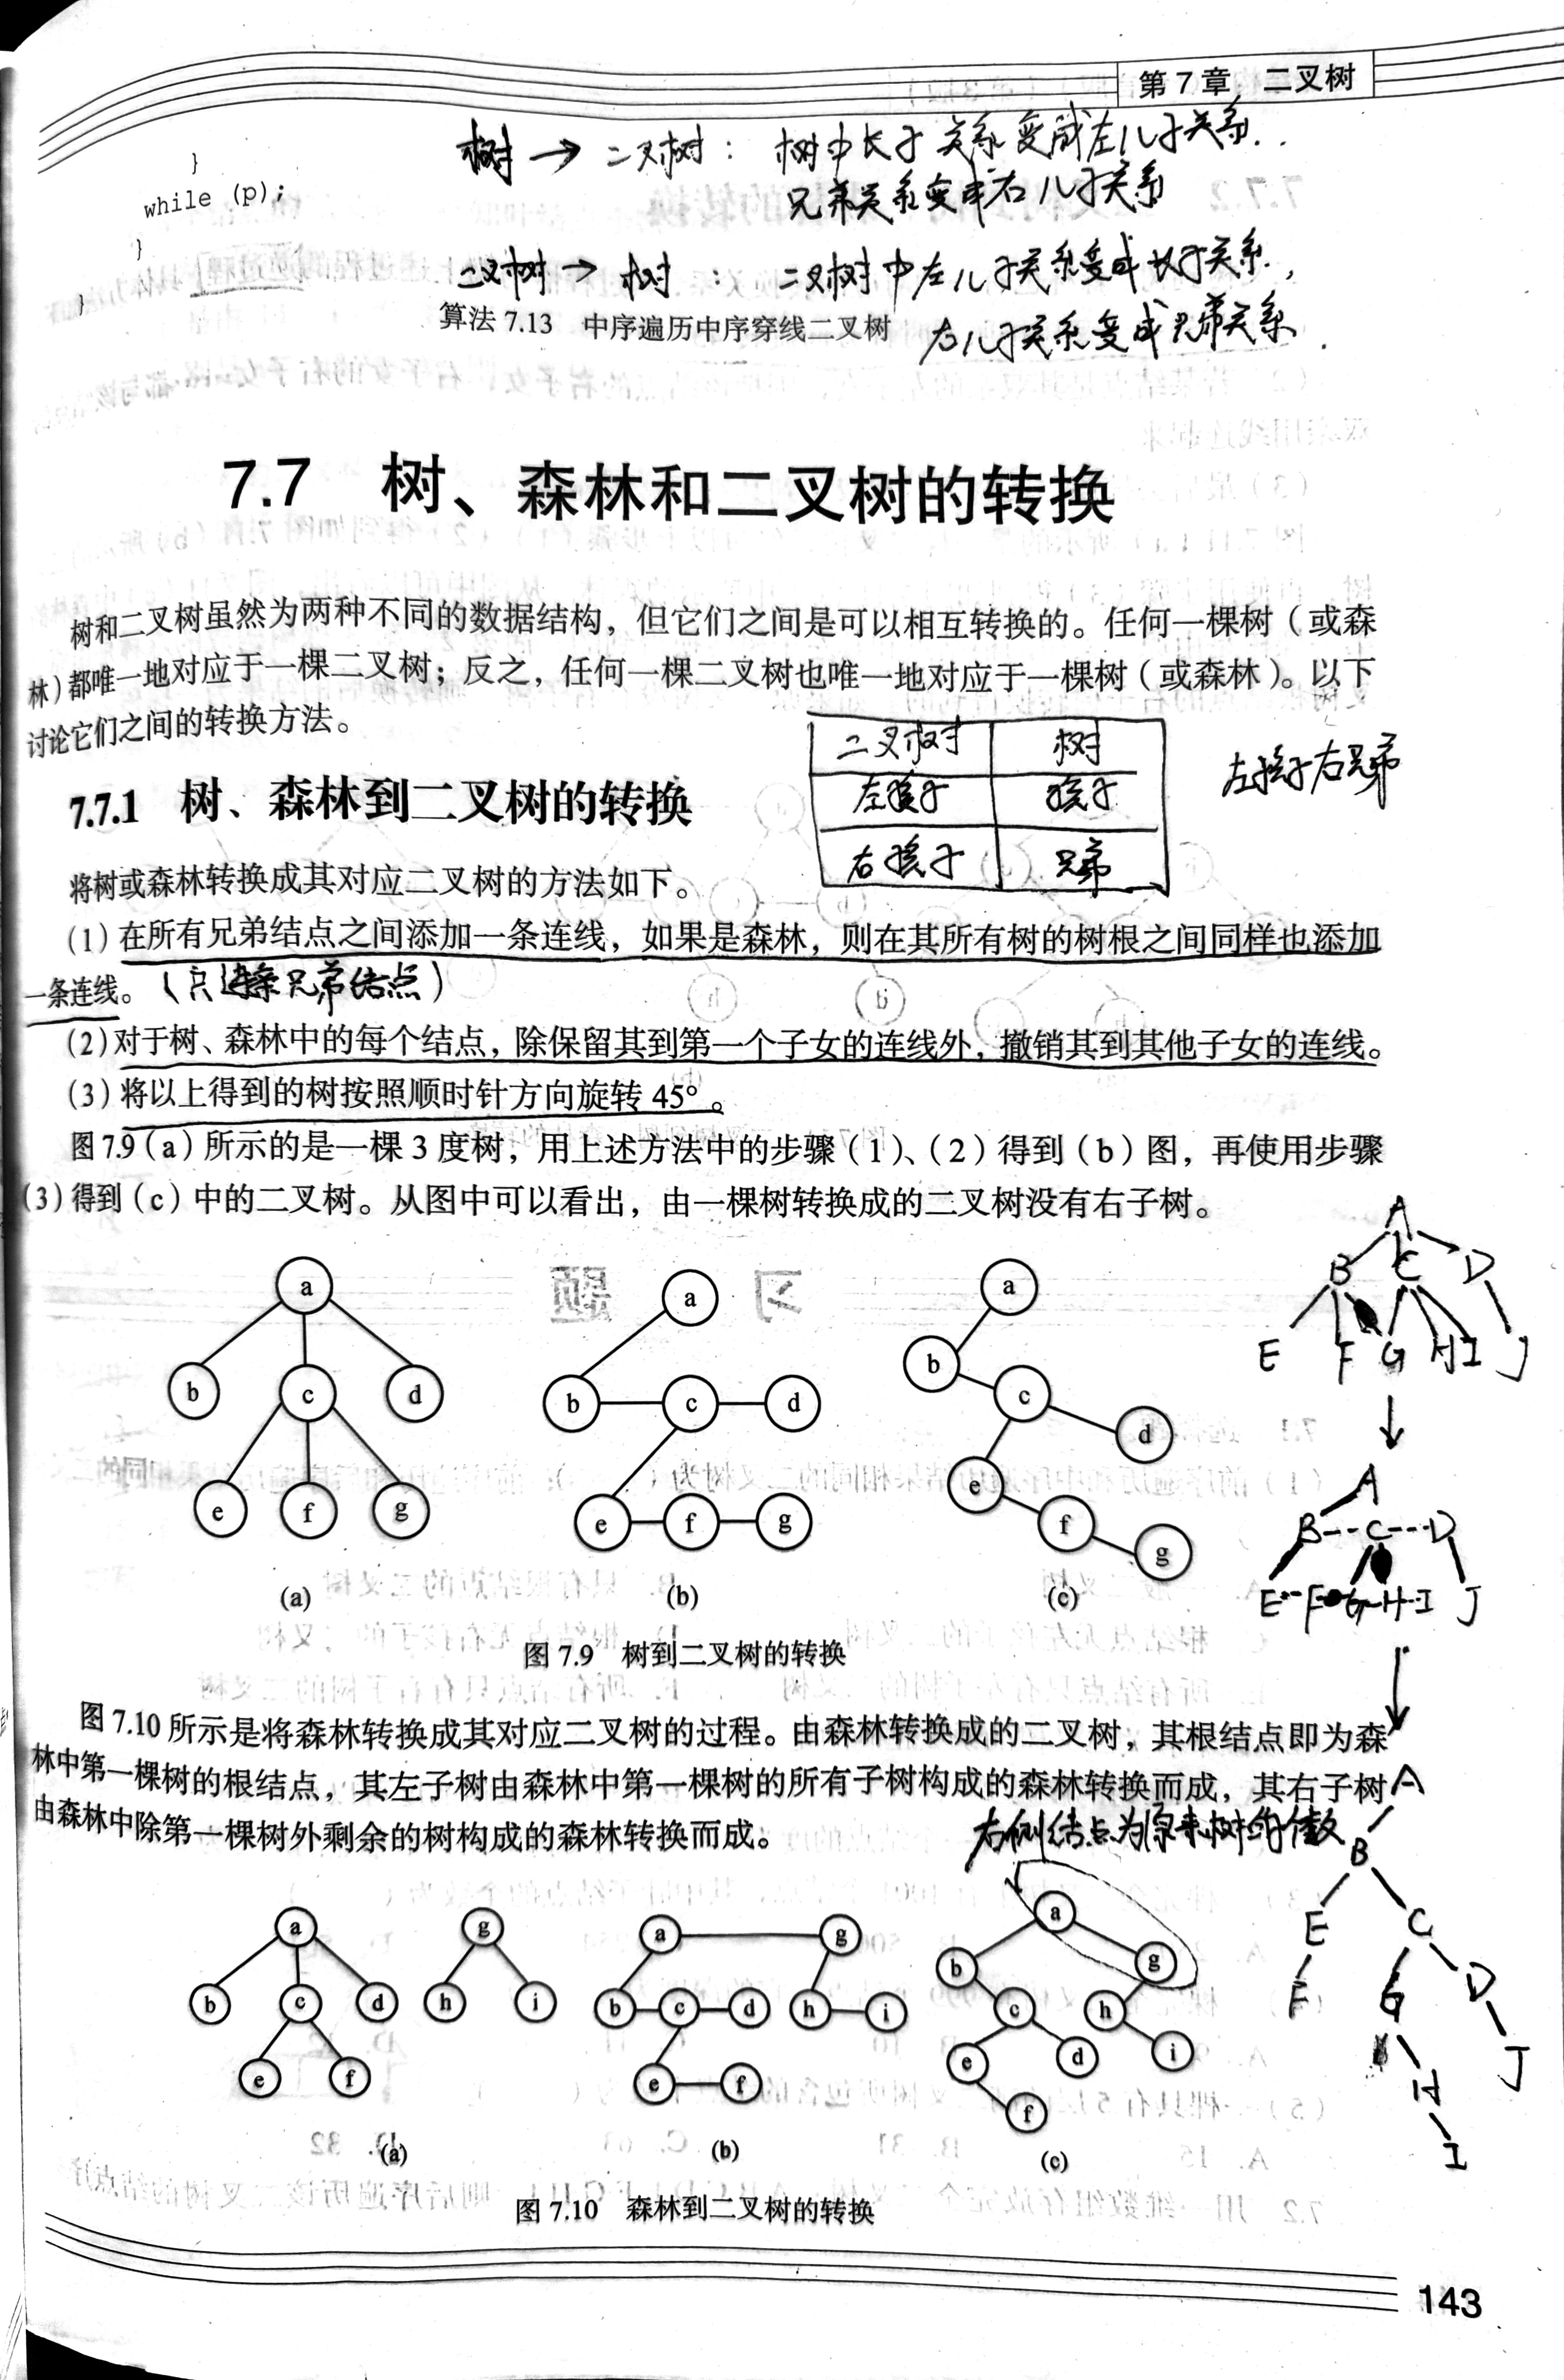 第7章 二叉树
树 → 二叉树： 树中长子关系变成左儿子关系..
兄弟关系变成右儿子关系
}
while (p);
}
}
二叉树 → 树 ： 二叉树中左儿子关系变成长子关系，
右儿子关系变成兄弟关系.
算法 7.13 中序遍历中序穿线二叉树
7.7 树、森林和二叉树的转换
树和二叉树虽然为两种不同的数据结构，但它们之间是可以相互转换的。任何一棵树（或森
林）都唯一地对应于一棵二叉树；反之，任何一棵二叉树也唯一地对应于一棵树（或森林）。以下
讨论它们之间的转换方法。
二叉树 树
左孩子 孩子
右孩子 兄弟
左孩子右兄弟
7.7.1 树、森林到二叉树的转换
将树或森林转换成其对应二叉树的方法如下。
(1) 在所有兄弟结点之间添加一条连线，如果是森林，则在其所有树的树根之间同样也添加
一条连线。（只连接兄弟结点）
(2) 对于树、森林中的每个结点，除保留其到第一个子女的连线外，撤销其到其他子女的连线。
(3) 将以上得到的树按照顺时针方向旋转 45°。
图7.9（a）所示的是一棵 3 度树，用上述方法中的步骤（1）、（2）得到（b）图，再使用步骤
(3) 得到（c）中的二叉树。从图中可以看出，由一棵树转换成的二叉树没有右子树。
a
b c d
e f g
(a)
a
b c d
e f g
(b)
a
b
c
d
e
f
g
(c)
A
B C D
E F G H I J
A
B C D
E F G H I J
图 7.9 树到二叉树的转换
图 7.10 所示是将森林转换成其对应二叉树的过程。由森林转换成的二叉树，其根结点即为森
林中第一棵树的根结点，其左子树由森林中第一棵树的所有子树构成的森林转换而成，其右子树
由森林中除第一棵树外剩余的树构成的森林转换而成。
右侧结点为原来树的个数
A
B
E C
F G D
H J
I
a g
b c d h i
e f
(a)
a g
b c d h i
e f
(b)
a
b g
c h
e d i
f
(c)
图 7.10 森林到二叉树的转换
143